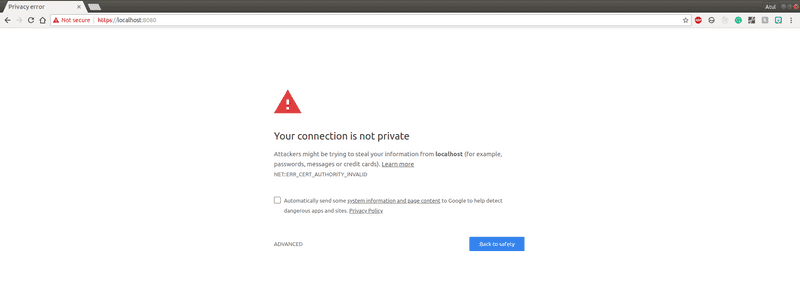 Privacy error
Atul
Not secure
https://localhost:8080
Your connection is not private
Attackers might be trying to steal your information from localhost (for example,
passwords, messages or credit cards). Learn more
NET::ERR_CERT_AUTHORITY_INVALID
Automatically send some system information and page content to Google to help detect
dangerous apps and sites. Privacy Policy
ADVANCED
Back to safety